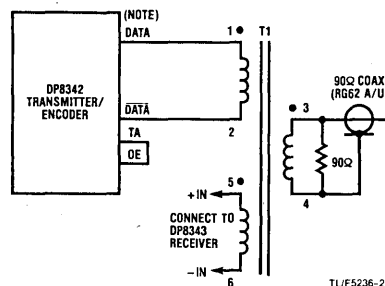 (NOTE)
DATA
1
T1
DP8342
TRANSMITTER/
ENCODER
DATA
2
TA
OE
90Ω COAX
(RG62 A/U
3
90Ω
4
5
+IN
CONNECT TO
DP8343
RECEIVER
−IN
6
TL/F5236-2